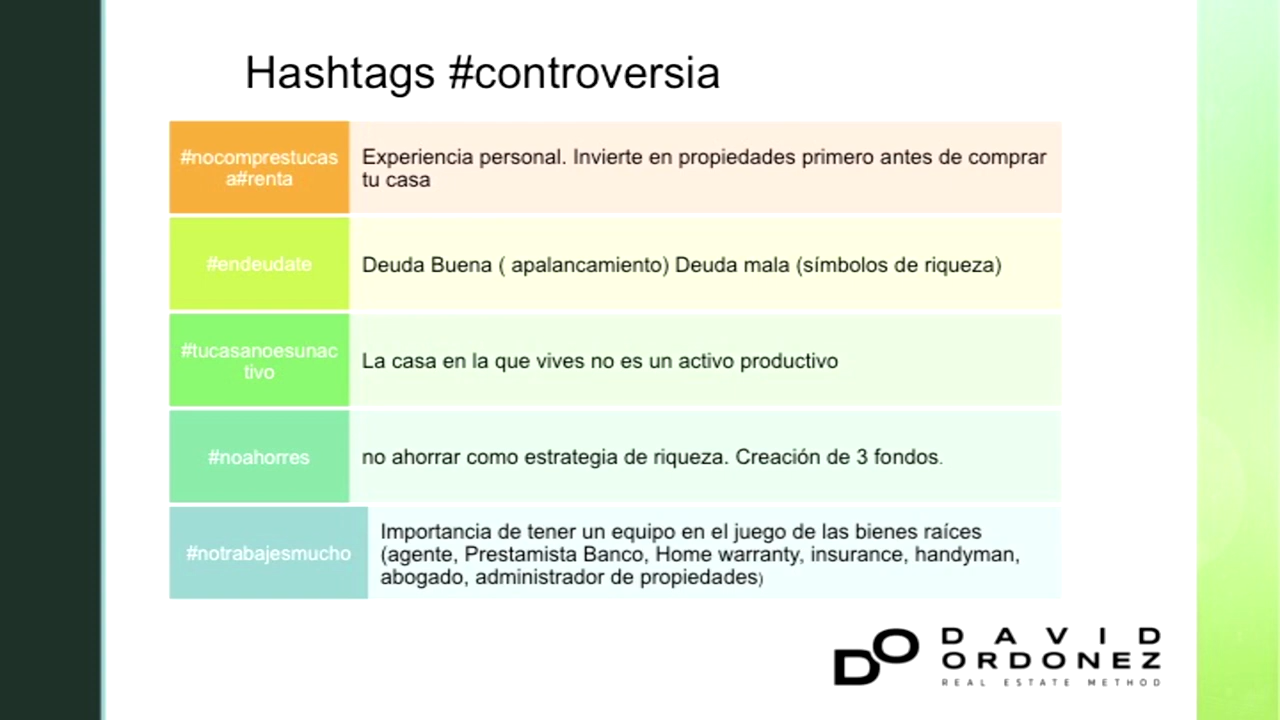 Hashtags #controversia
#nocomprestucas
a#renta
Experiencia personal. Invierte en propiedades primero antes de comprar
tu casa
#endeudate
Deuda Buena ( apalancamiento) Deuda mala (símbolos de riqueza)
#tucasanoesunac
tivo
La casa en la que vives no es un activo productivo
#noahorres
no ahorrar como estrategia de riqueza. Creación de 3 fondos.
#notrabajesmucho
Importancia de tener un equipo en el juego de las bienes raíces
(agente, Prestamista Banco, Home warranty, insurance, handyman,
abogado, administrador de propiedades)
DO
DAVID
ORDONEZ
REAL ESTATE METHOD